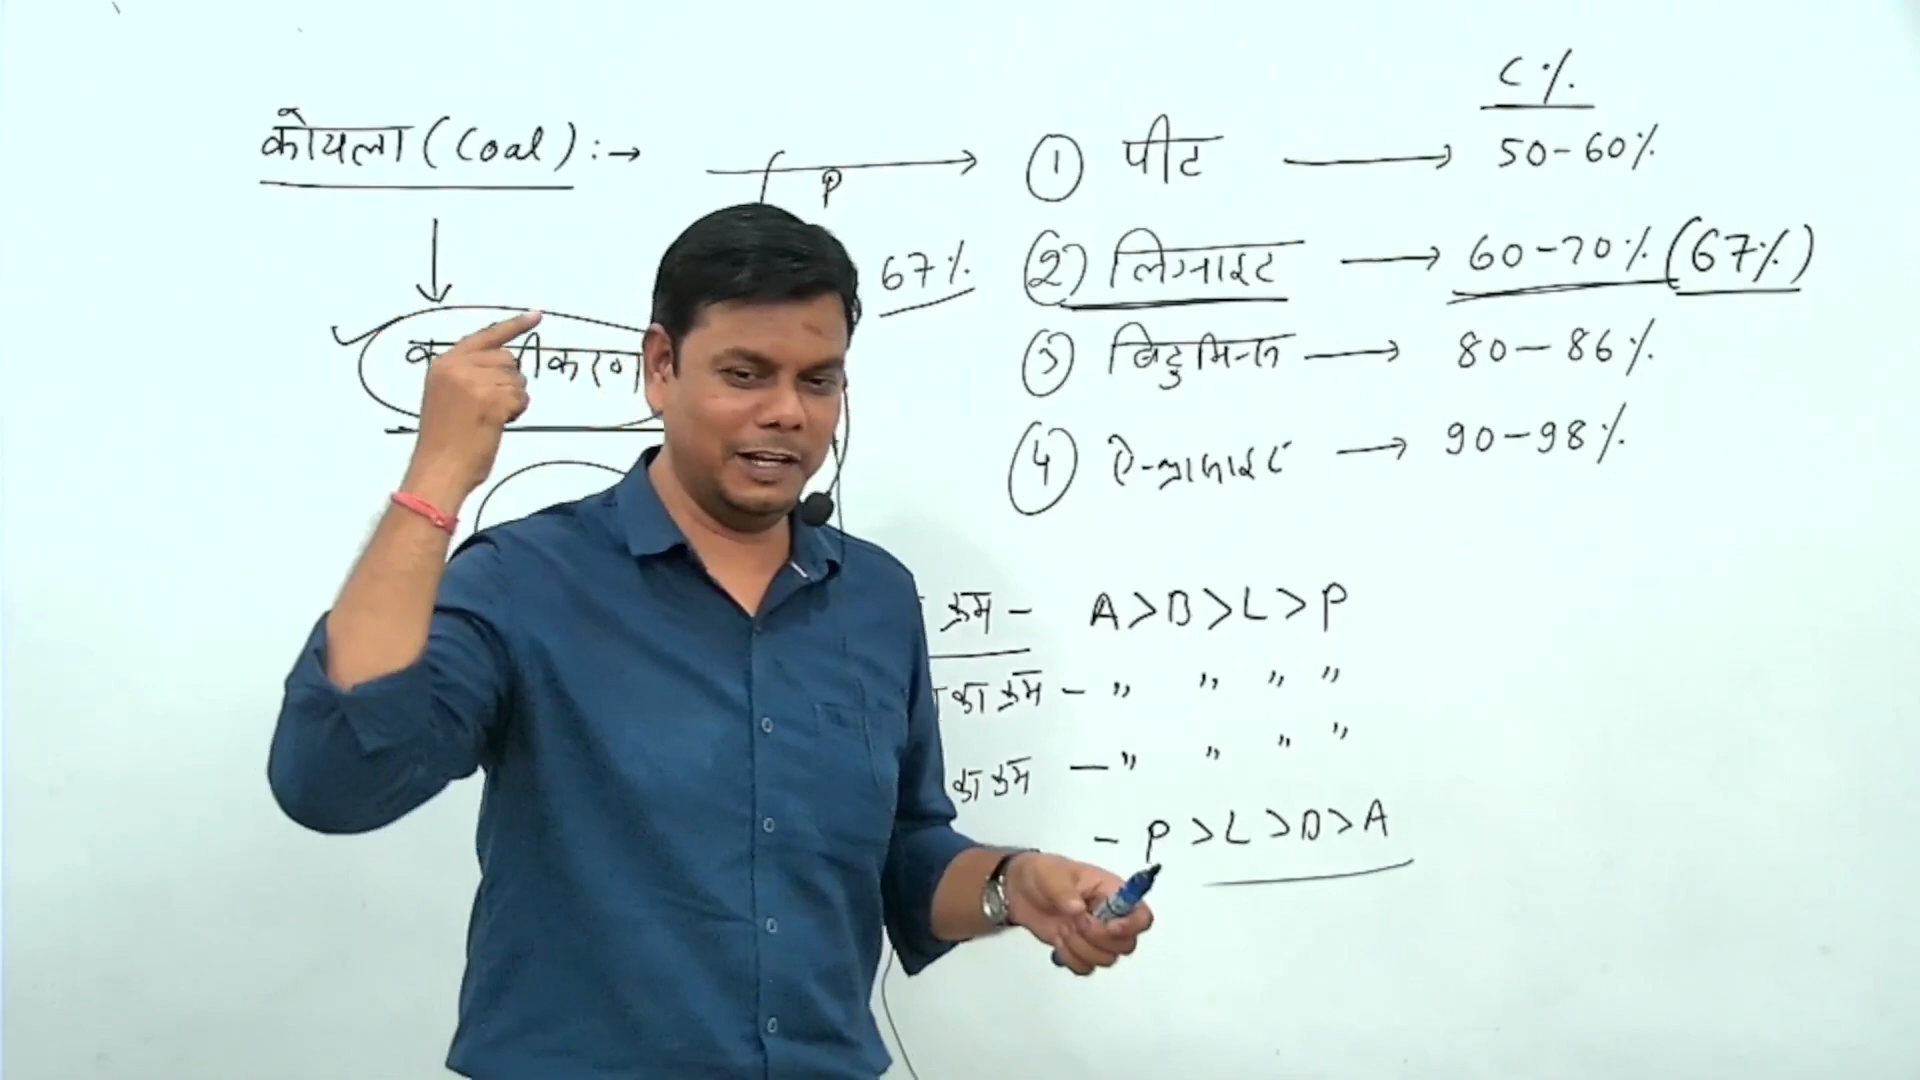 C%
कोयला (Coal) :→ P ① पीट → 50-60%
67% ② लिग्नाइट → 60-70% (67%)
③ बिटुमिनस → 80-86%
④ ऐन्थ्रासाइट → 90-98%
क्रम - A > B > L > P
का क्रम - " " " "
का क्रम - " " " "
- P > L > B > A